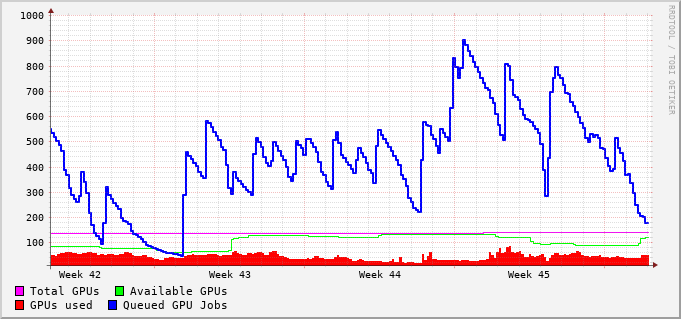 1000
900
800
700
600
500
400
300
200
100
Week 42 Week 43 Week 44 Week 45
Total GPUs Available GPUs
GPUs used Queued GPU Jobs
RRDTOOL / TOBI OETIKER